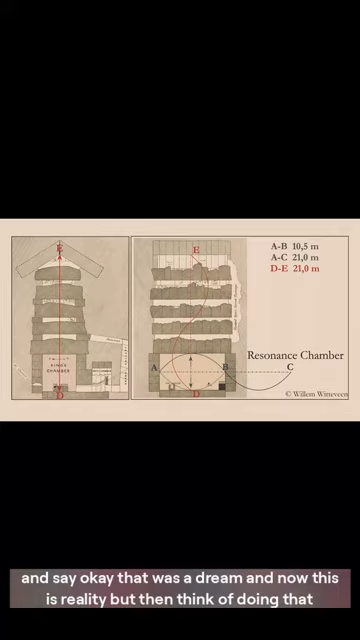 E
E
A-B 10,5 m
A-C 21,0 m
D-E 21,0 m
Resonance Chamber
KING'S
CHAMBER
A
B
C
D
D
© Willem Witteveen
and say okay that was a dream and now this
is reality but then think of doing that